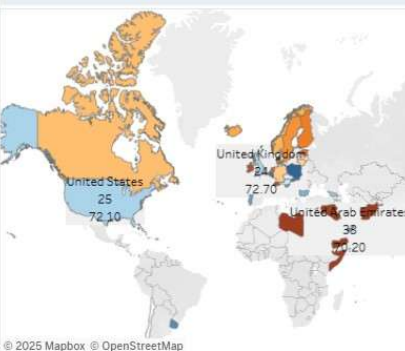 United States
25
72.10
United Kingdom
24
72.70
United Arab Emirates
38
70.20
© 2025 Mapbox © OpenStreetMap